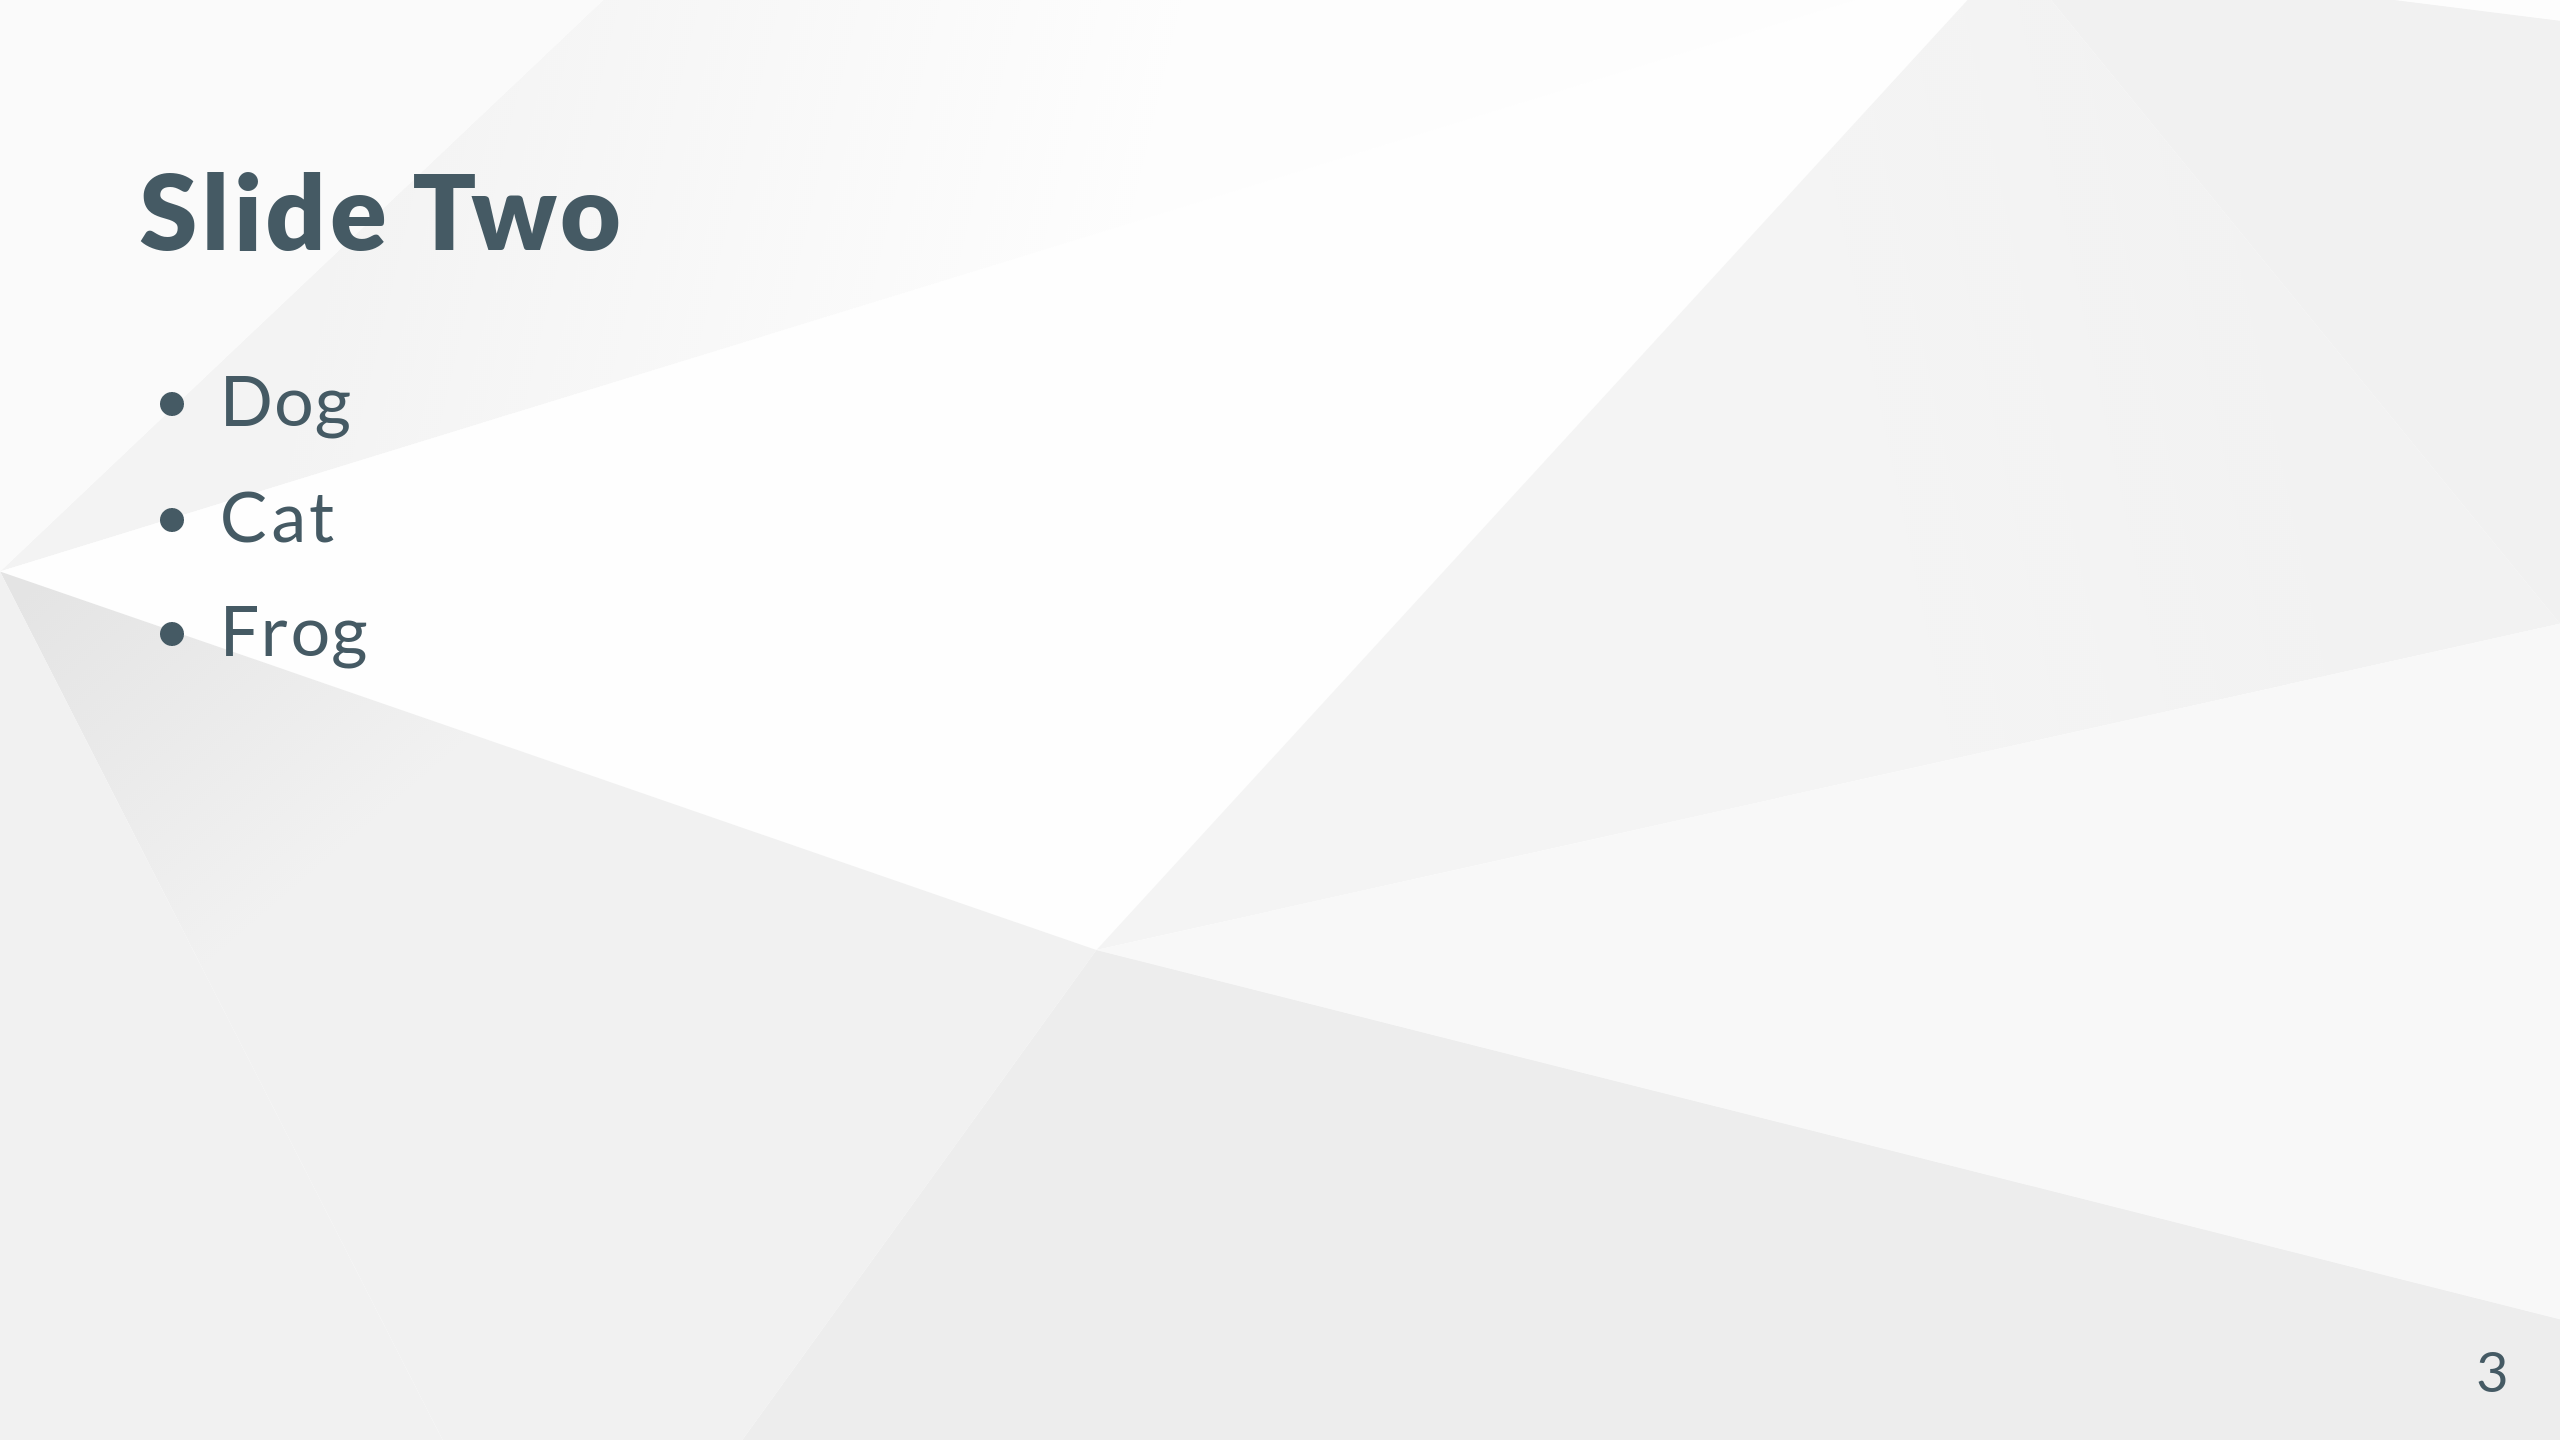 Slide Two
• Dog
• Cat
• Frog
3